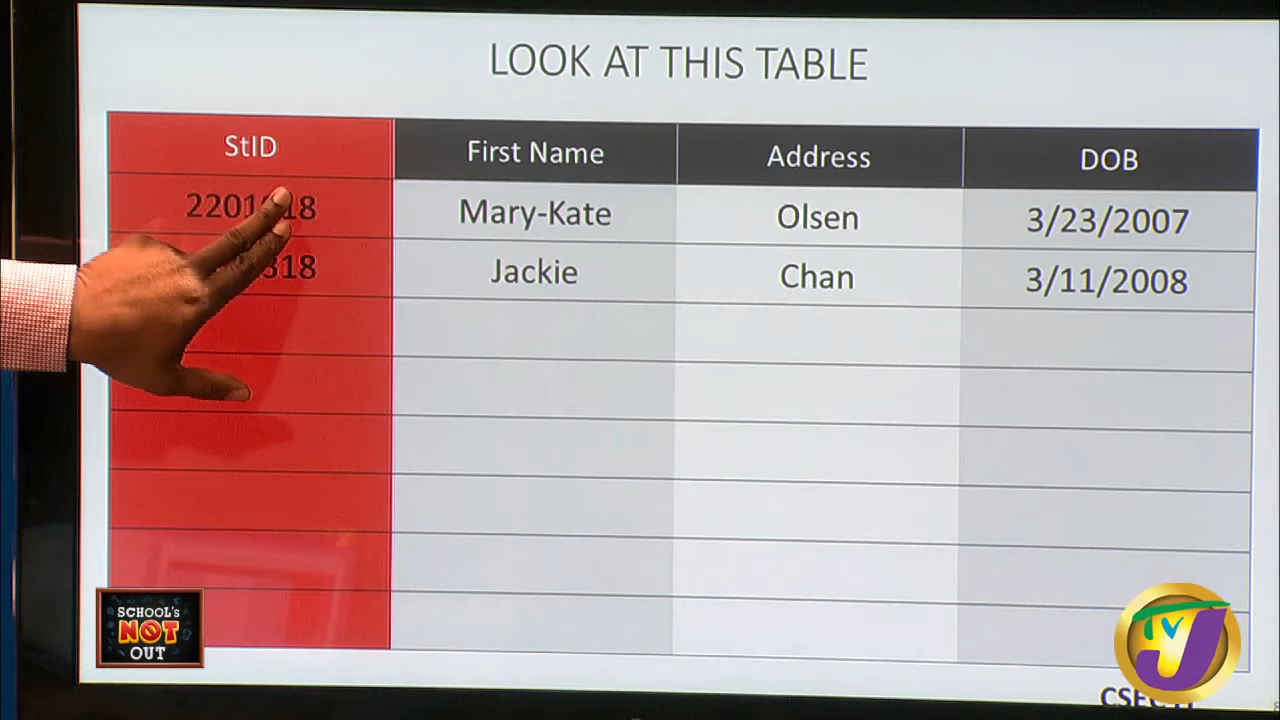 LOOK AT THIS TABLE
StID First Name Address DOB
Mary-Kate Olsen 3/23/2007
Jackie Chan 3/11/2008
SCHOOL's
NOT
OUT
TVJ